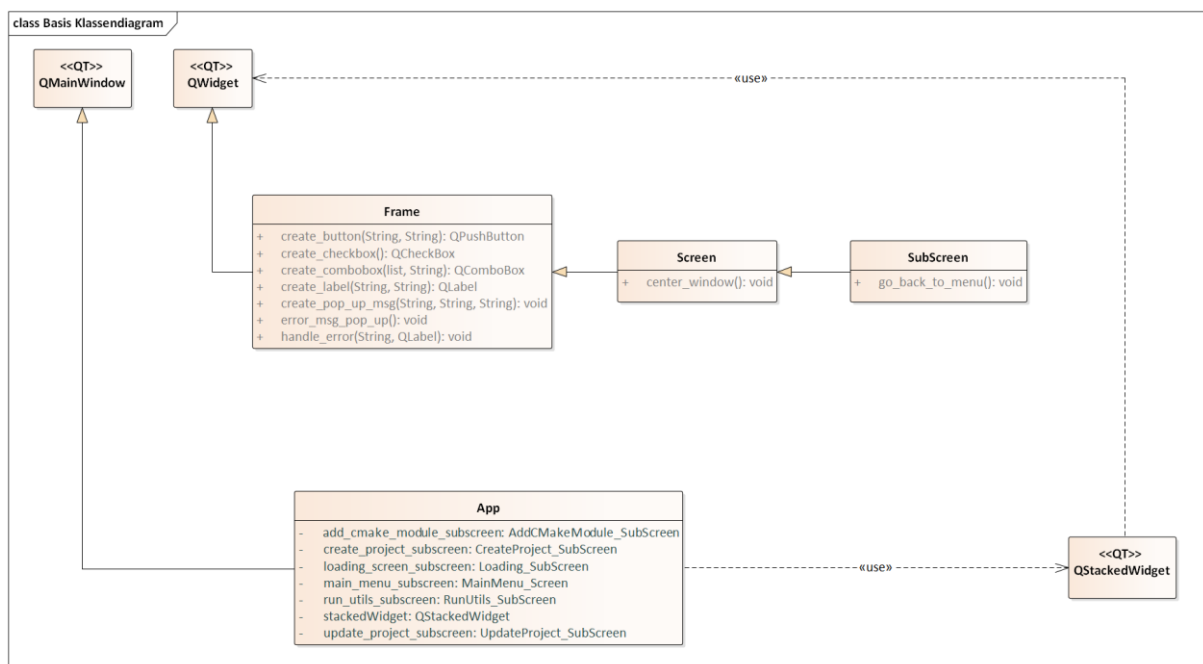 class Basis Klassendiagram
<<QT>>
QMainWindow
<<QT>>
QWidget
«use»
Frame
+ create_button(String, String): QPushButton
+ create_checkbox(): QCheckBox
+ create_combobox(list, String): QComboBox
+ create_label(String, String): QLabel
+ create_pop_up_msg(String, String, String): void
+ error_msg_pop_up(): void
+ handle_error(String, QLabel): void
Screen
+ center_window(): void
SubScreen
+ go_back_to_menu(): void
App
- add_cmake_module_subscreen: AddCMakeModule_SubScreen
- create_project_subscreen: CreateProject_SubScreen
- loading_screen_subscreen: Loading_SubScreen
- main_menu_subscreen: MainMenu_Screen
- run_utils_subscreen: RunUtils_SubScreen
- stackedWidget: QStackedWidget
- update_project_subscreen: UpdateProject_SubScreen
«use»
<<QT>>
QStackedWidget